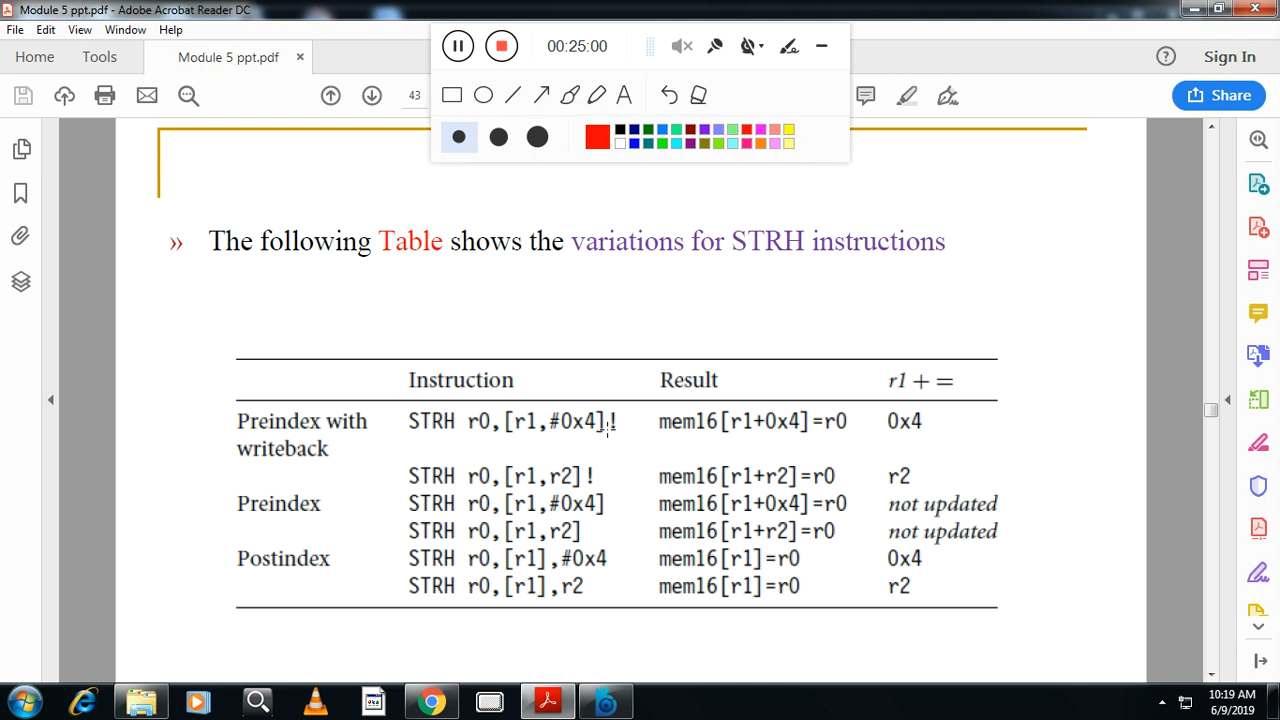 Module 5 ppt.pdf - Adobe Acrobat Reader DC
File Edit View Window Help
00:25:00
Home Tools Module 5 ppt.pdf × Sign In
43
A
Share
» The following Table shows the variations for STRH instructions
Instruction Result r1 + =
Preindex with STRH r0,[r1,#0x4]! mem16[r1+0x4]=r0 0x4
writeback
STRH r0,[r1,r2]! mem16[r1+r2]=r0 r2
Preindex STRH r0,[r1,#0x4] mem16[r1+0x4]=r0 not updated
STRH r0,[r1,r2] mem16[r1+r2]=r0 not updated
Postindex STRH r0,[r1],#0x4 mem16[r1]=r0 0x4
STRH r0,[r1],r2 mem16[r1]=r0 r2
10:19 AM
6/9/2019